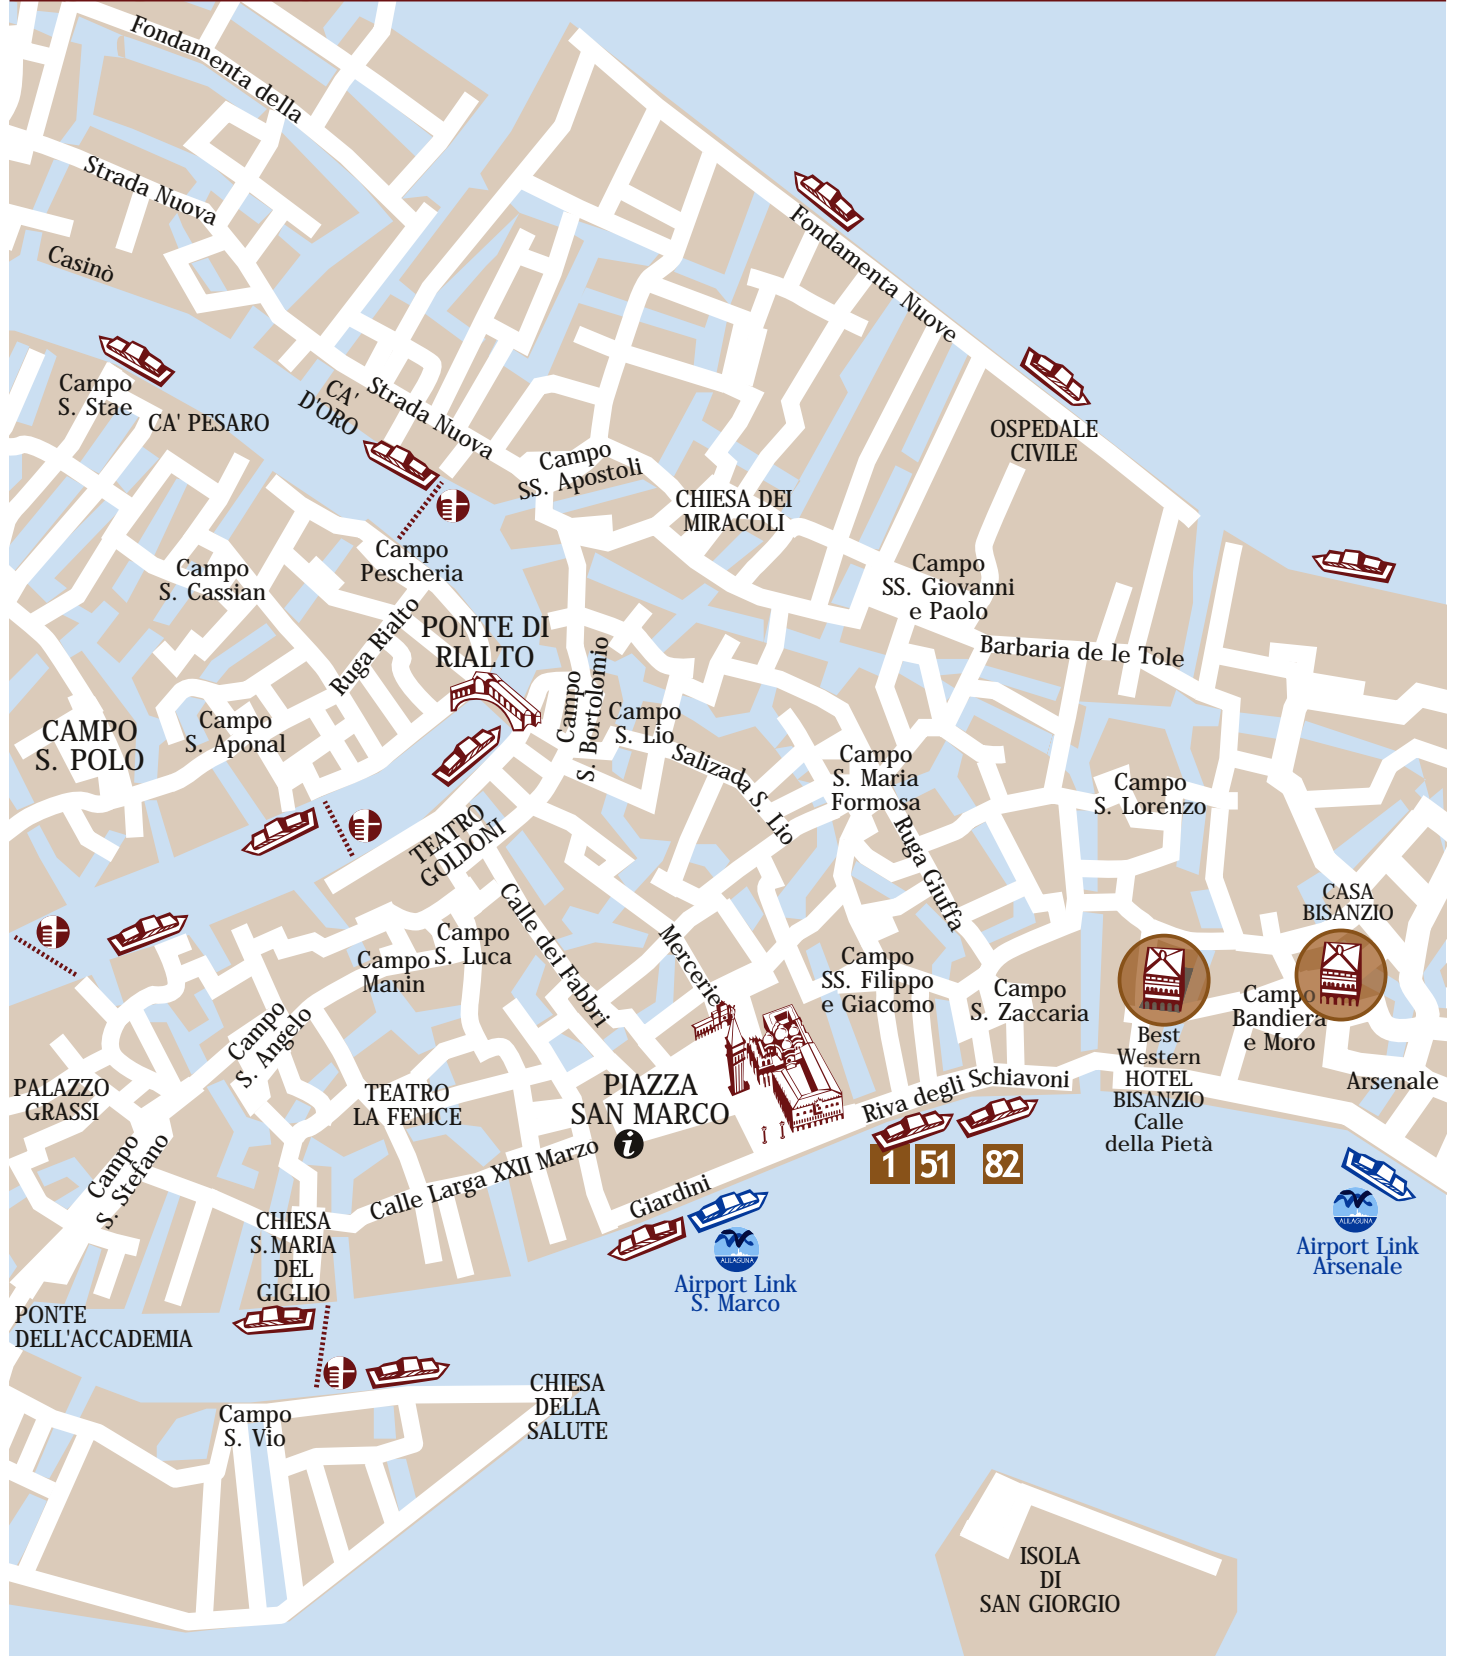 Fondamenta della
Strada Nuova
Casinò
Fondamenta Nuove
Campo
S. Stae
CA' PESARO
CA'
D'ORO
Strada Nuova
Campo
SS. Apostoli
OSPEDALE
CIVILE
CHIESA DEI
MIRACOLI
Campo
Pescheria
Campo
S. Cassian
Campo
SS. Giovanni
e Paolo
Ruga Rialto
PONTE DI
RIALTO
Barbaria de le Tole
Campo
S. Bortolomio
CAMPO
S. POLO
Campo
S. Aponal
Campo
S. Lio
Salizada S. Lio
Campo
S. Maria
Formosa
Campo
S. Lorenzo
TEATRO
GOLDONI
Ruga Giuffa
CASA
BISANZIO
Calle dei Fabbri
Campo
S. Luca
Campo
Manin
Mercerie
Campo
SS. Filippo
e Giacomo
Campo
S. Zaccaria
Campo
Bandiera
e Moro
Campo
S. Angelo
Best
Western
HOTEL
BISANZIO
Calle
della Pietà
PALAZZO
GRASSI
TEATRO
LA FENICE
PIAZZA
SAN MARCO
i
Riva degli Schiavoni
Arsenale
1
51
82
Campo
S. Stefano
Calle Larga XXII Marzo
Giardini
CHIESA
S. MARIA
DEL
GIGLIO
ALILAGUNA
Airport Link
S. Marco
ALILAGUNA
Airport Link
Arsenale
PONTE
DELL'ACCADEMIA
Campo
S. Vio
CHIESA
DELLA
SALUTE
ISOLA
DI
SAN GIORGIO